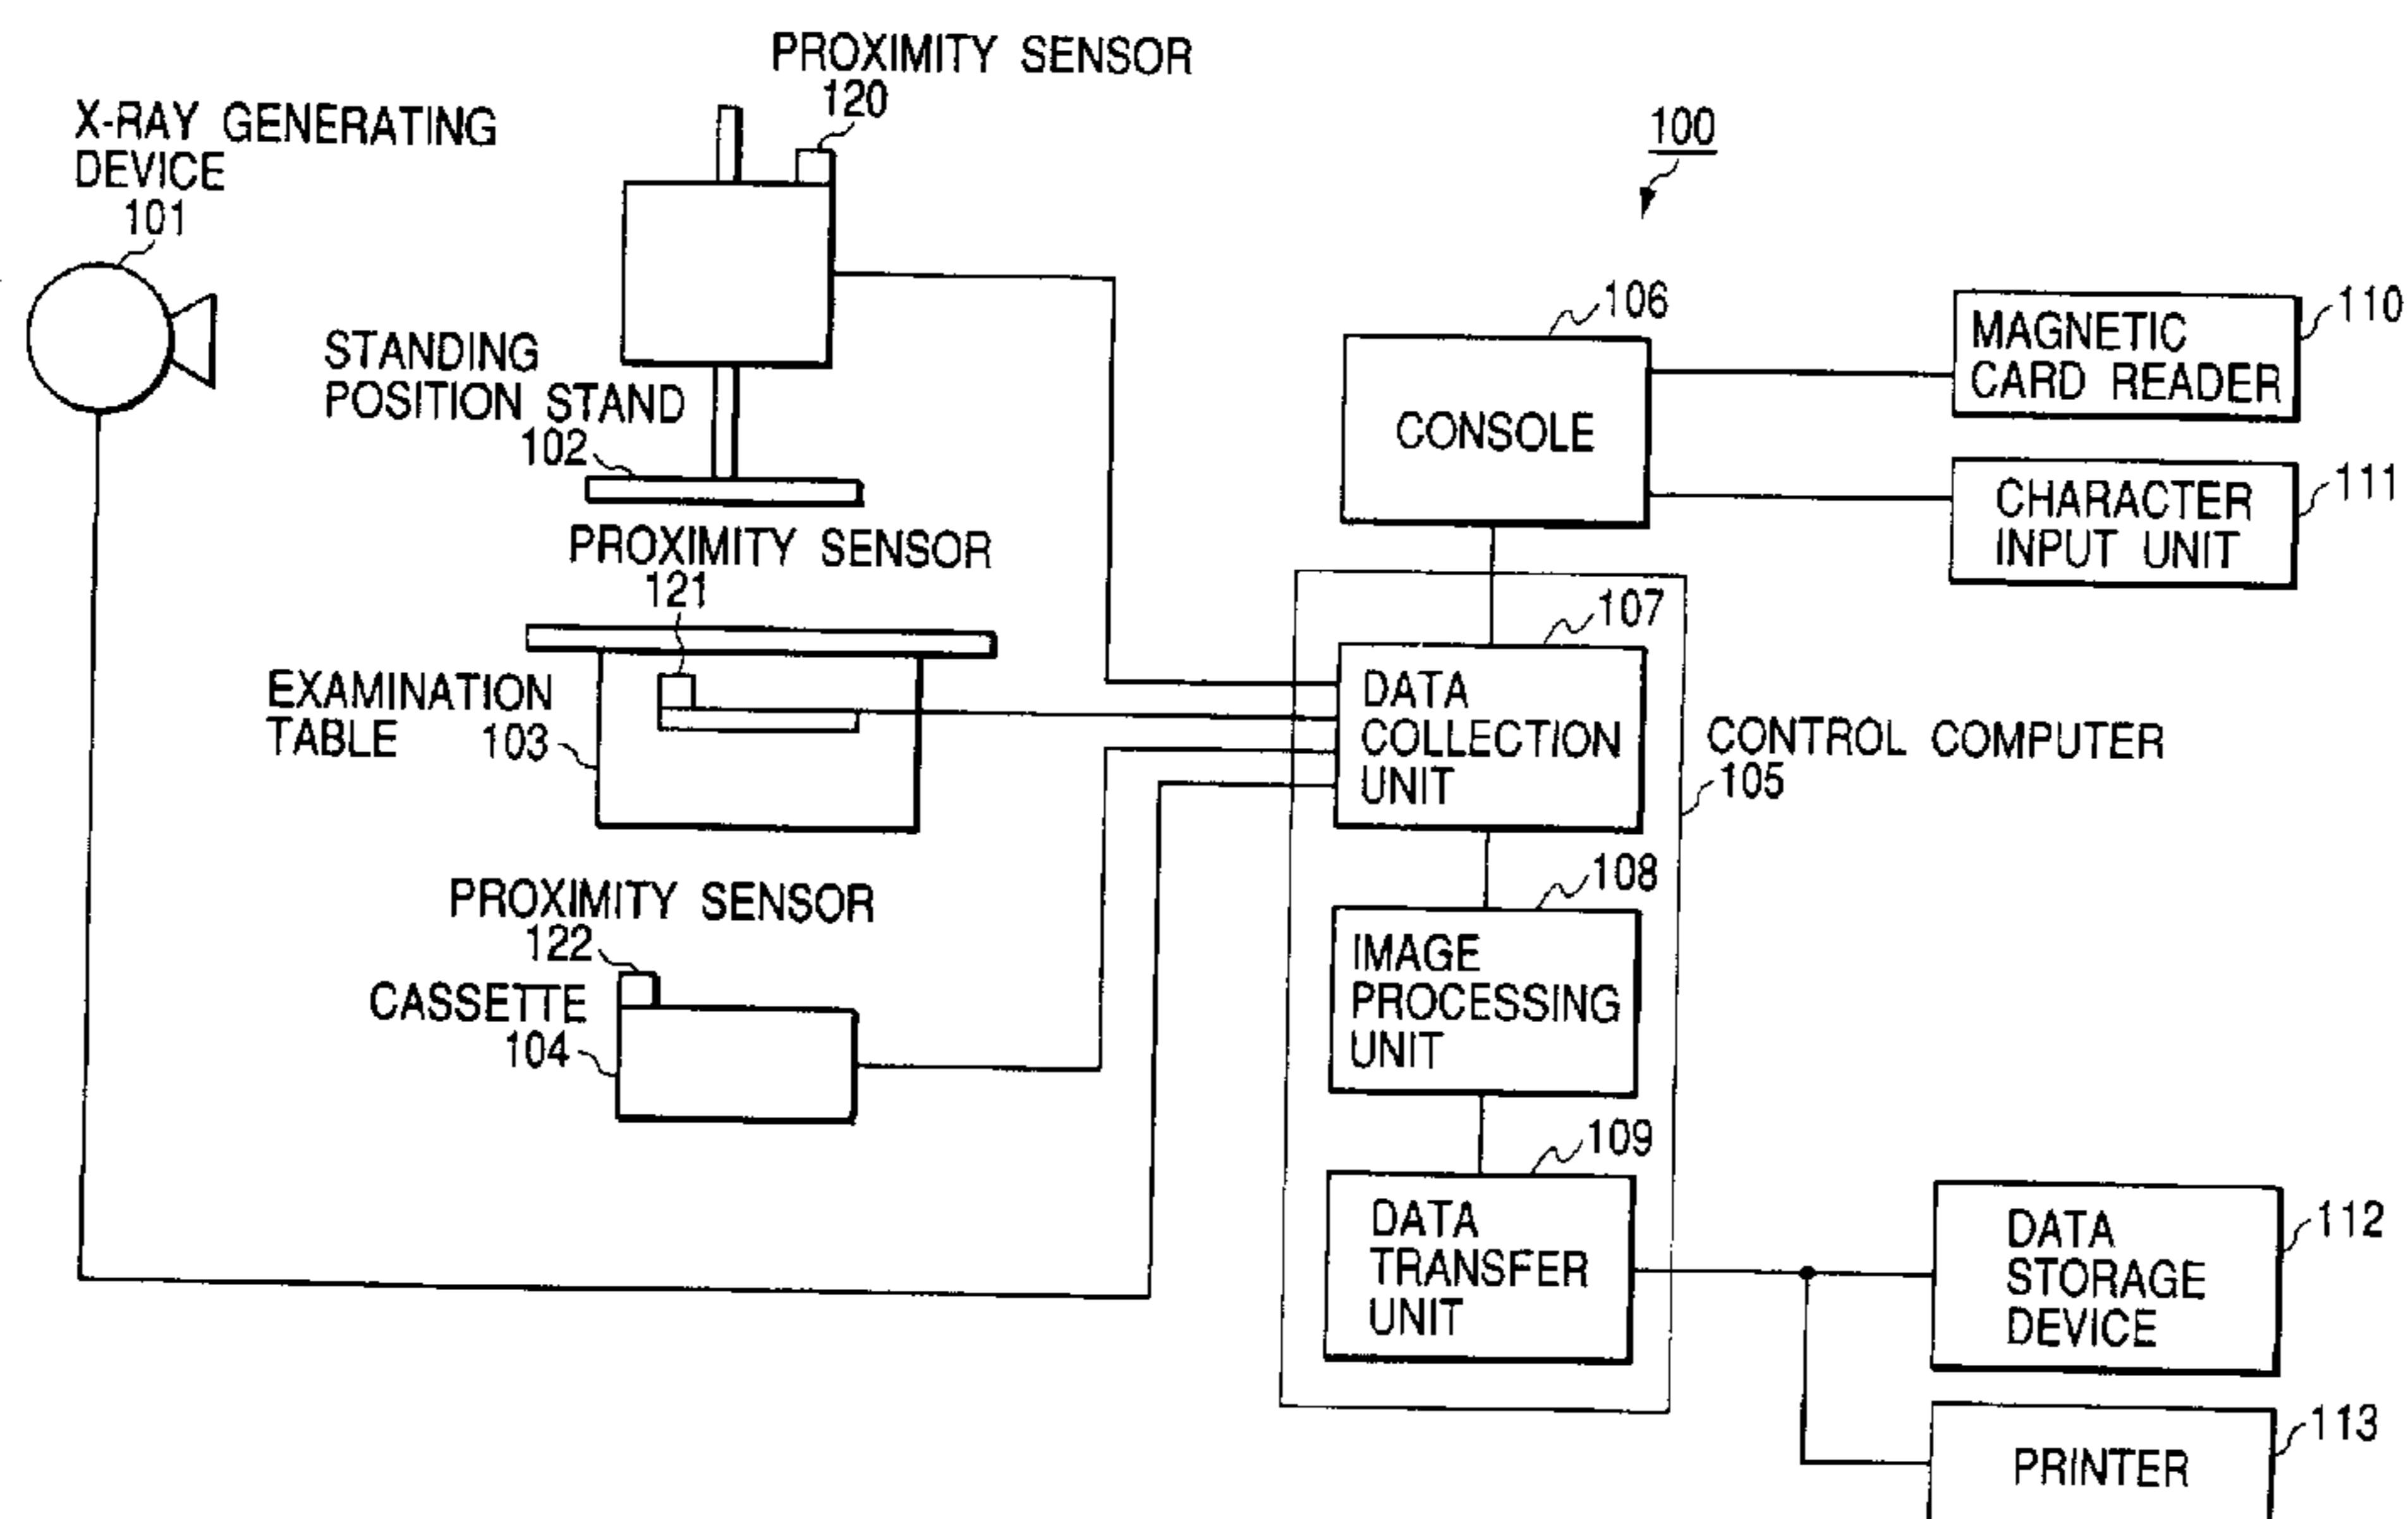 PROXIMITY SENSOR
120
X-RAY GENERATING
DEVICE
101
100
STANDING
POSITION STAND
102
106
CONSOLE
MAGNETIC
CARD READER
110
CHARACTER
INPUT UNIT
111
PROXIMITY SENSOR
121
EXAMINATION
TABLE 103
107
DATA
COLLECTION
UNIT
CONTROL COMPUTER
105
PROXIMITY SENSOR
122
CASSETTE
104
108
IMAGE
PROCESSING
UNIT
109
DATA
TRANSFER
UNIT
DATA
STORAGE
DEVICE
112
PRINTER
113